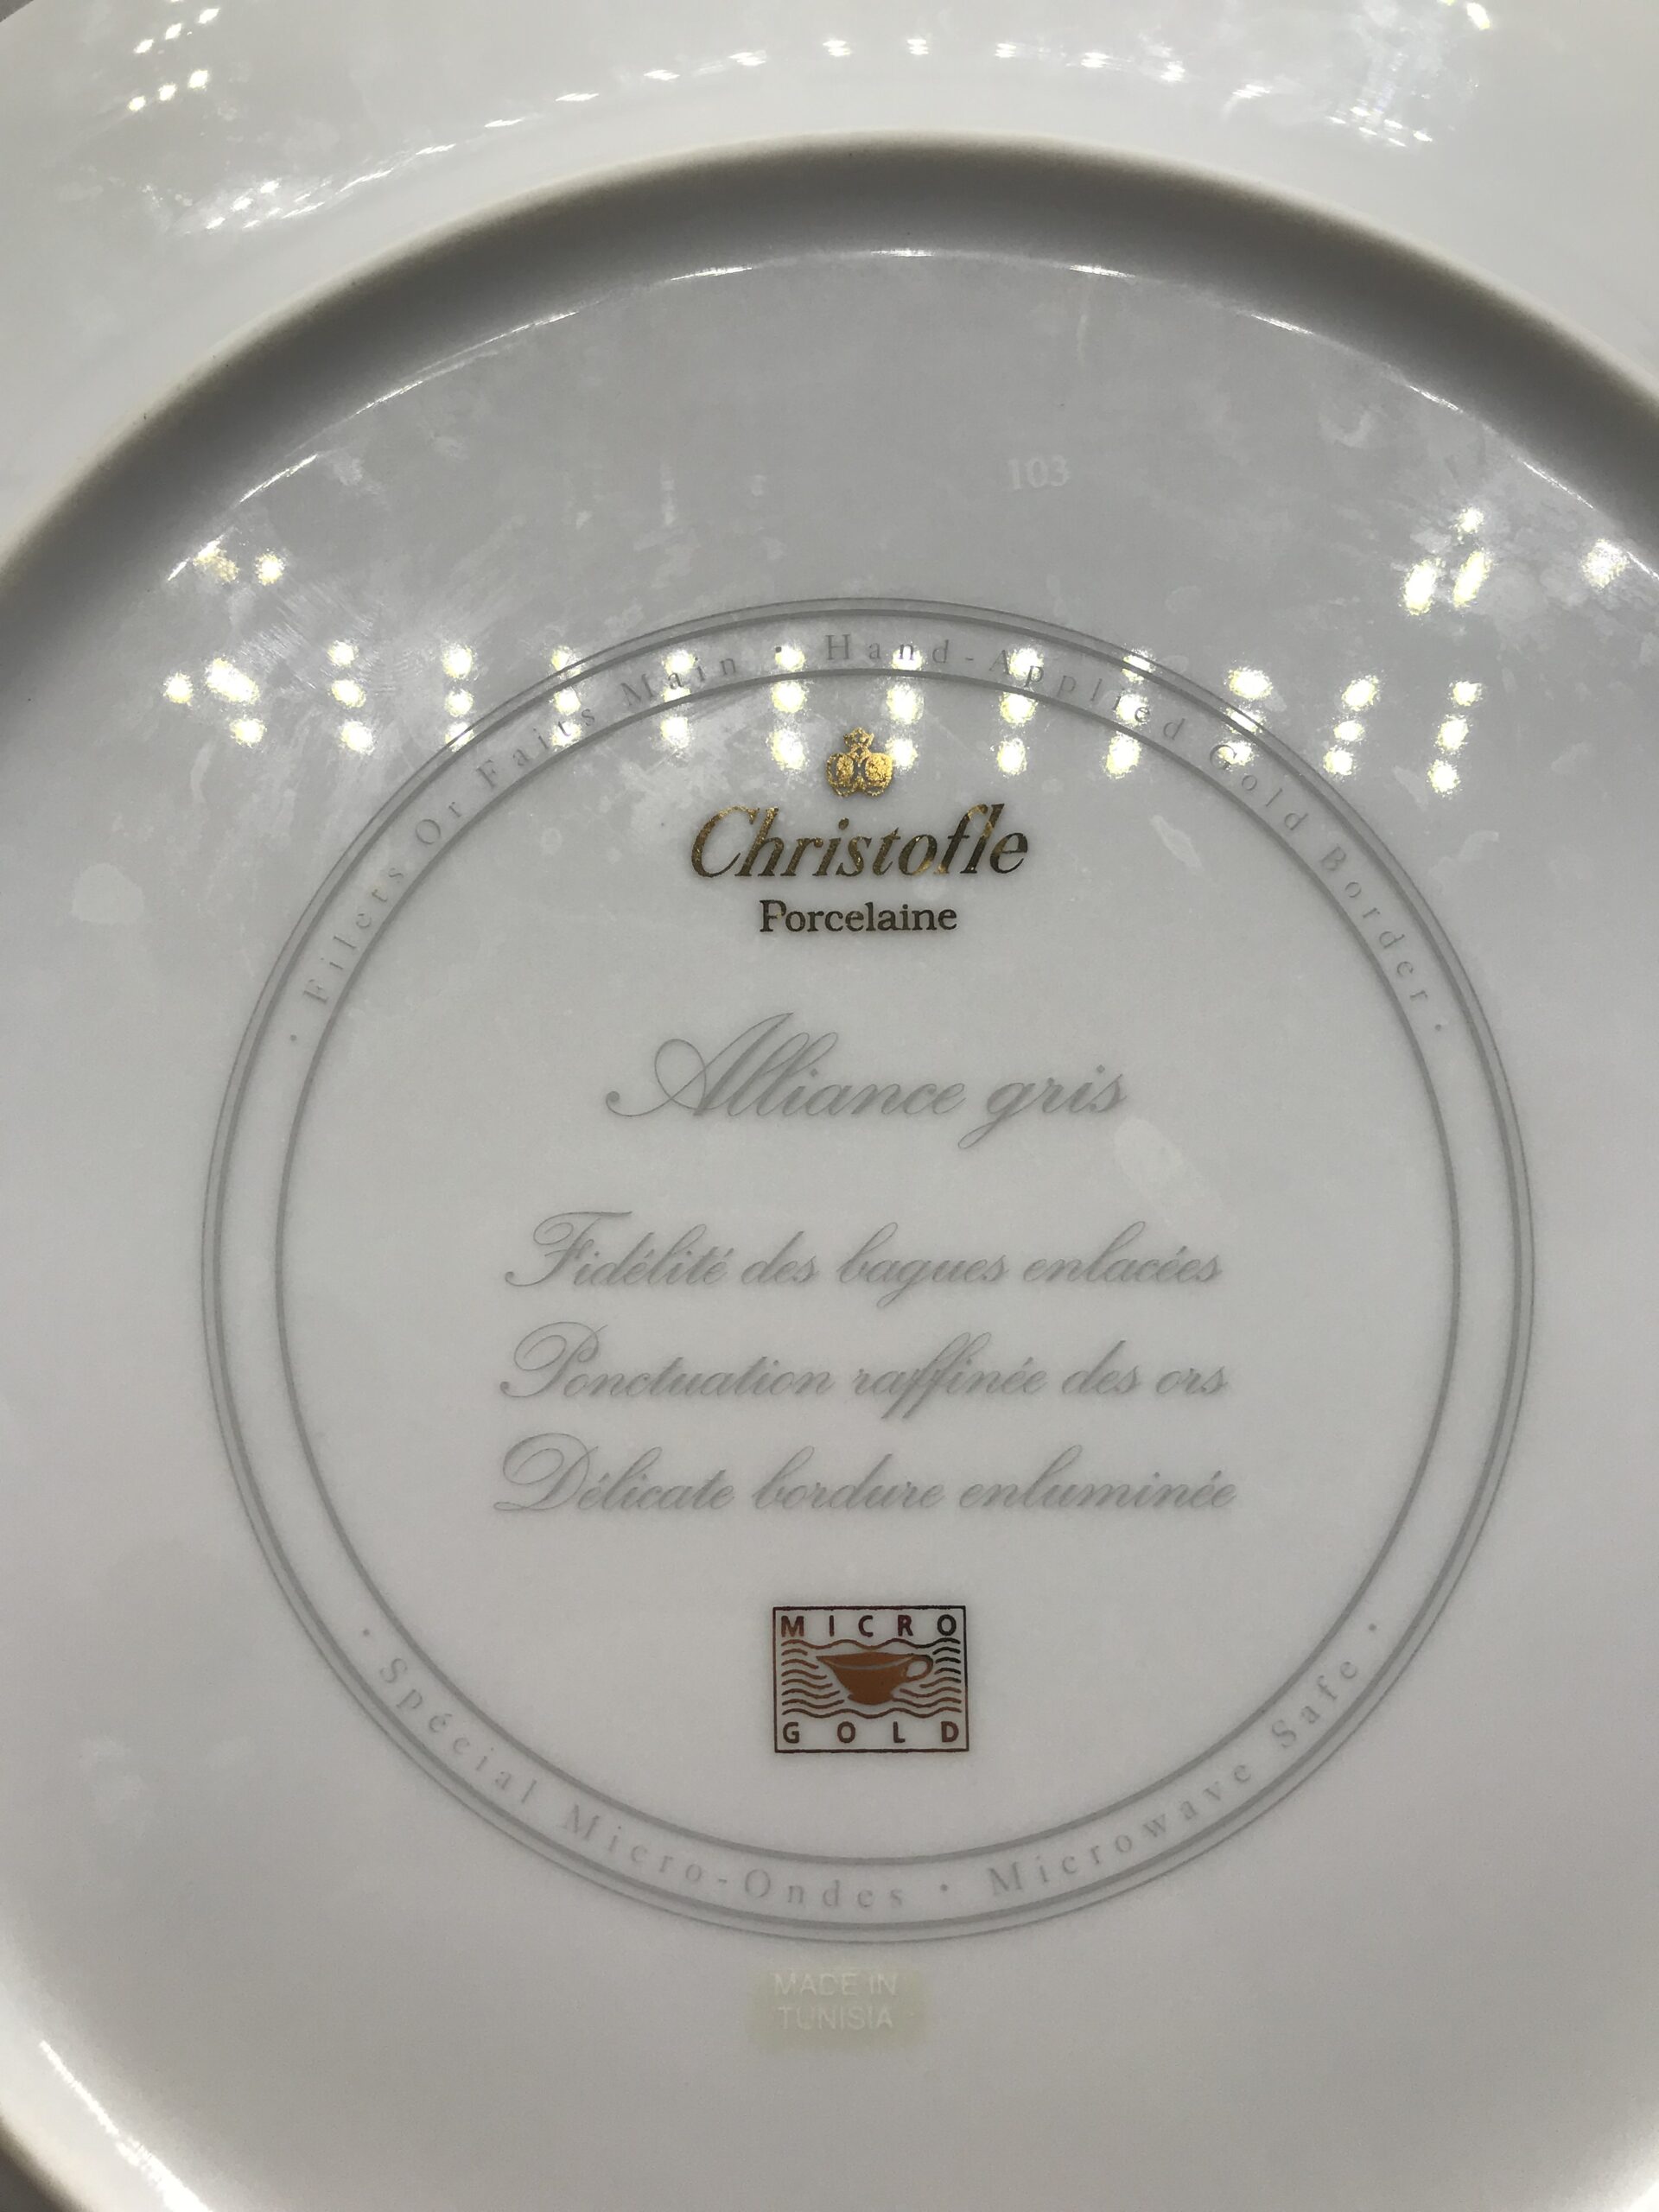 103
• Filets Or Faits Main • Hand-Applied Gold Border •
Christofle
Porcelaine
Alliance gris
Fidélité des bagues enlacées
Ponctuation raffinée des ors
Délicate bordure enluminée
MICRO
GOLD
• Spécial Micro-Ondes • Microwave Safe •
MADE IN
TUNISIA